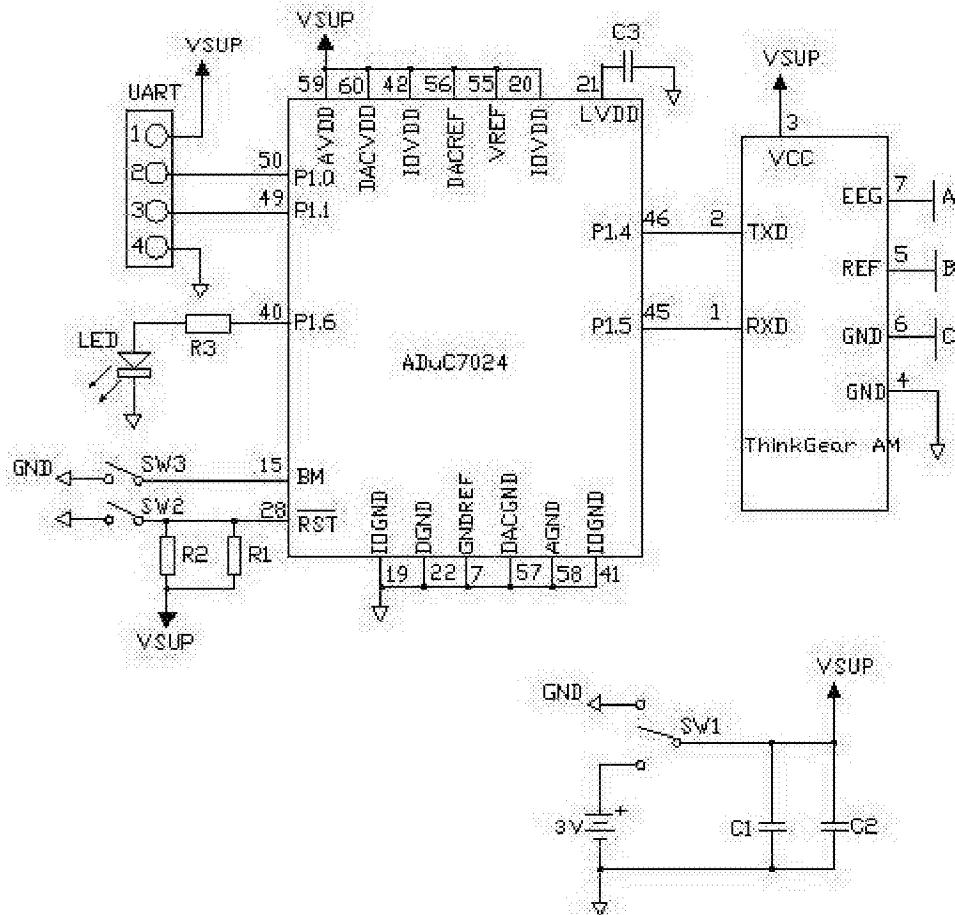 VSUP
C3
VSUP
VSUP
UART
59 60 42 56 55 20 21
AVDD DACVDD IOVDD DACREF VREF IOVDD LVDD
1
2
3
4
50 P1.0
49 P1.1
3
VCC
EEG 7 A
P1.4 46 2 TXD
REF 5 B
40 P1.6
P1.5 45 1 RXD
GND 6 C
LED
R3
ADuC7024
GND 4
ThinkGear AM
GND SW3 15 BM
SW2 28 RST
IOGND DGND GNDREF DACGND AGND IOGND
R2 R1
19 22 7 57 58 41
VSUP
VSUP
GND
SW1
3V +
C1 C2